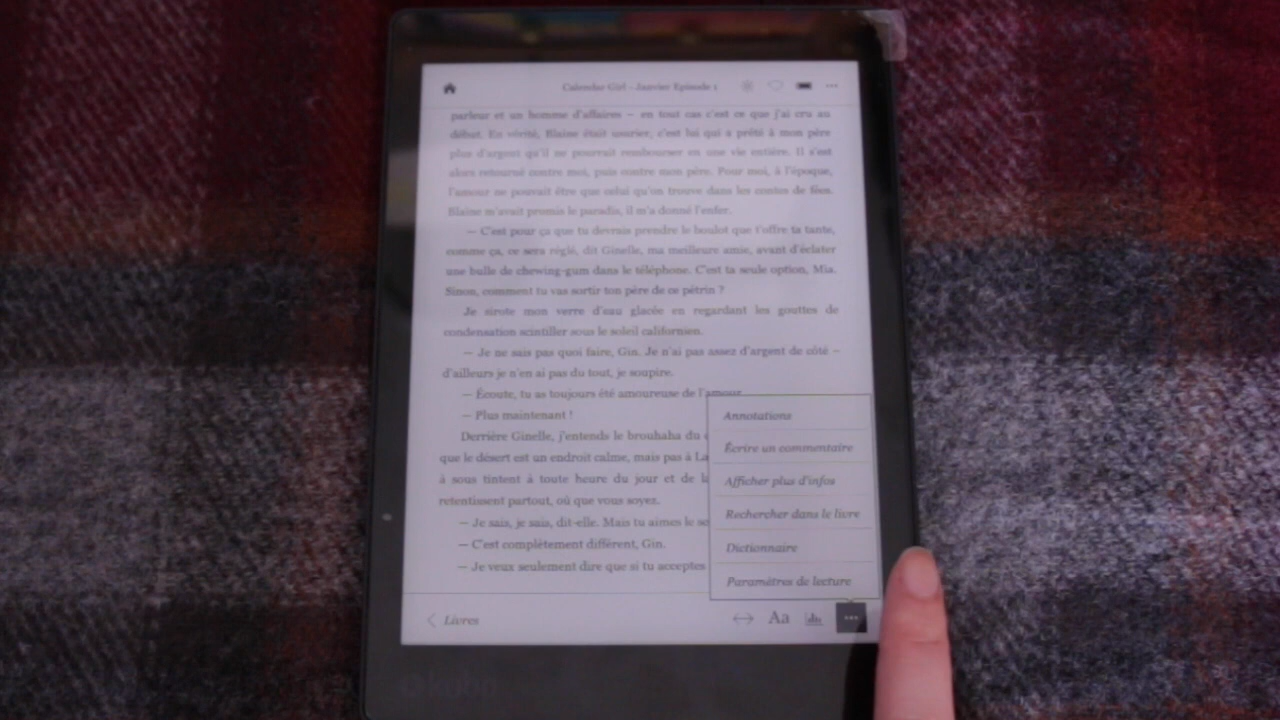 Calendar Girl - Janvier Episode 1
parleur et un homme d'affaires – en tout cas c'est ce que j'ai cru au
début. En vérité, Blaine était usurier, c'est lui qui a prêté à mon père
plus d'argent qu'il ne pourrait rembourser en une vie entière. Il s'est
alors retourné contre moi, puis contre mon père. Pour moi, à l'époque,
l'amour ne pouvait être que celui qu'on trouve dans les contes de fées.
Blaine m'avait promis le paradis, il m'a donné l'enfer.
— C'est pour ça que tu devrais prendre le boulot que t'offre ta tante,
comme ça, ce sera réglé, dit Ginelle, ma meilleure amie, avant d'éclater
une bulle de chewing-gum dans le téléphone. C'est ta seule option, Mia.
Sinon, comment tu vas sortir ton père de ce pétrin ?
Je sirote mon verre d'eau glacée en regardant les gouttes de
condensation scintiller sous le soleil californien.
— Je ne sais pas quoi faire, Gin. Je n'ai pas assez d'argent de côté –
d'ailleurs je n'en ai pas du tout, je soupire.
— Écoute, tu as toujours été amoureuse de l'amour
— Plus maintenant !
Derrière Ginelle, j'entends le brouhaha du
que le désert est un endroit calme, mais pas à La
à sous tintent à toute heure du jour et de
retentissent partout, où que vous soyez.
— Je sais, je sais, dit-elle. Mais tu aimes le
— C'est complètement différent, Gin.
— Je veux seulement dire que si tu acceptes
Annotations
Écrire un commentaire
Afficher plus d'infos
Rechercher dans le livre
Dictionnaire
Paramètres de lecture
Livres
Aa
kobo